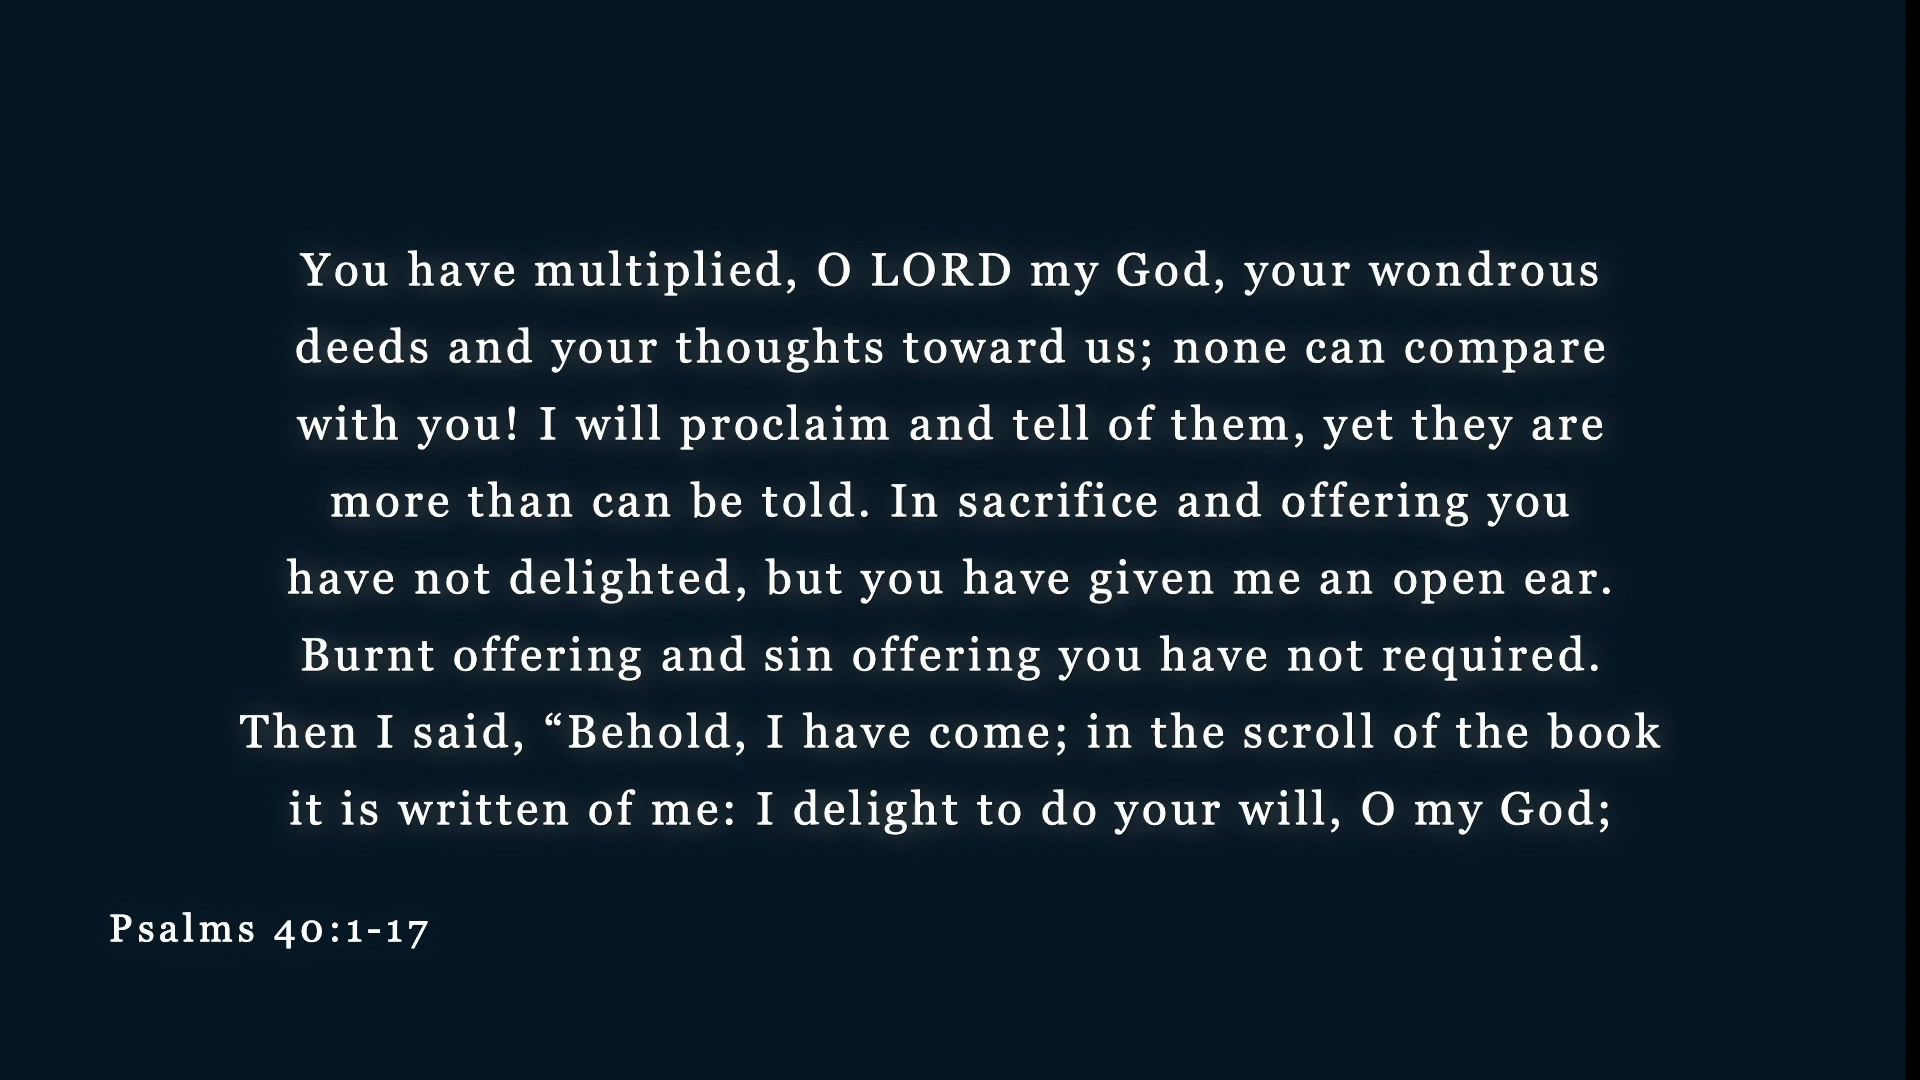 You have multiplied, O LORD my God, your wondrous
deeds and your thoughts toward us; none can compare
with you! I will proclaim and tell of them, yet they are
more than can be told. In sacrifice and offering you
have not delighted, but you have given me an open ear.
Burnt offering and sin offering you have not required.
Then I said, “Behold, I have come; in the scroll of the book
it is written of me: I delight to do your will, O my God;
Psalms 40:1-17